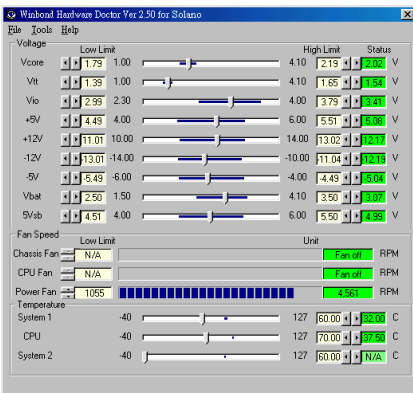 Winbond Hardware Doctor Ver 2.50 for Solano
File Tools Help
Voltage
Low Limit High Limit Status
Vcore 1.79 1.00 4.10 2.19 2.02 V
Vtt 1.39 1.00 4.10 1.65 1.54 V
Vio 2.99 2.30 4.00 3.79 3.41 V
+5V 4.49 4.00 6.00 5.51 5.08 V
+12V 11.01 10.00 14.00 13.02 12.17 V
-12V -13.01 -14.00 -10.00 -11.04 -12.19 V
-5V -5.49 -6.00 -4.00 -4.49 -5.04 V
Vbat 2.50 1.50 4.10 3.50 3.07 V
5Vsb 4.51 4.00 6.00 5.50 4.99 V
Fan Speed
Low Limit Unit
Chassis Fan N/A Fan off RPM
CPU Fan N/A Fan off RPM
Power Fan 1055 4,561 RPM
Temperature
System 1 -40 127 60.00 32.00 C
CPU -40 127 70.00 37.50 C
System 2 -40 127 60.00 N/A C